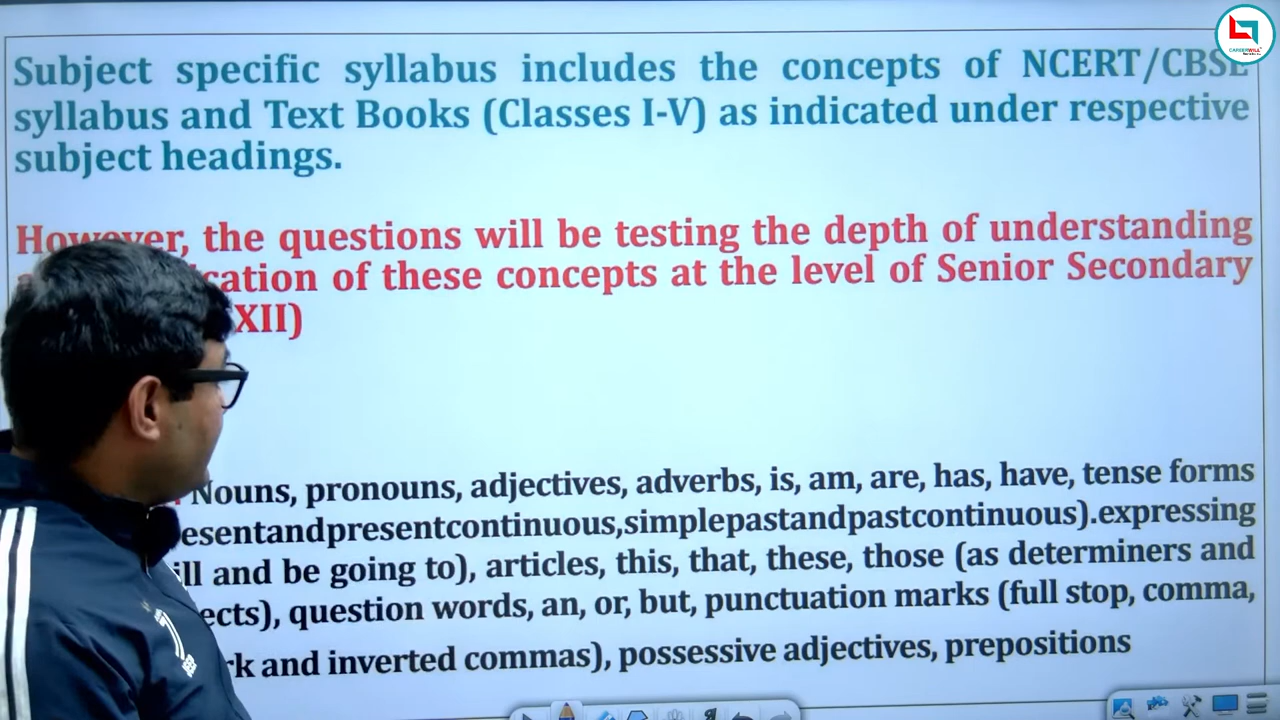 CAREERWILL
Subject specific syllabus includes the concepts of NCERT/CBSE
syllabus and Text Books (Classes I-V) as indicated under respective
subject headings.
However, the questions will be testing the depth of understanding
cation of these concepts at the level of Senior Secondary
XII)
Nouns, pronouns, adjectives, adverbs, is, am, are, has, have, tense forms
esentandpresentcontinuous,simplepastandpastcontinuous).expressing
ill and be going to), articles, this, that, these, those (as determiners and
ects), question words, an, or, but, punctuation marks (full stop, comma,
rk and inverted commas), possessive adjectives, prepositions